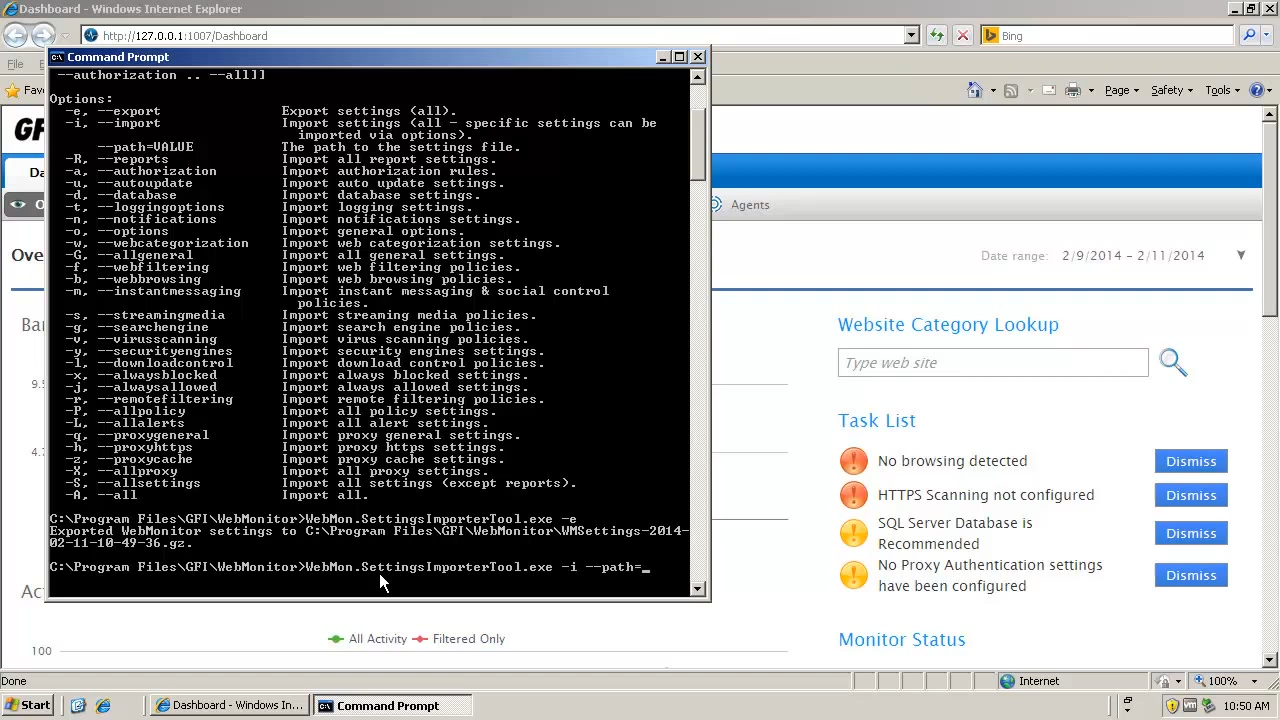 Dashboard - Windows Internet Explorer
http://127.0.0.1:1007/Dashboard
Bing
File
Page Safety Tools
GF
Agents
Date range: 2/9/2014 - 2/11/2014
Website Category Lookup
Type web site
Task List
No browsing detected Dismiss
HTTPS Scanning not configured Dismiss
SQL Server Database is
Recommended Dismiss
No Proxy Authentication settings
have been configured Dismiss
Monitor Status
9.5
4.7
All Activity Filtered Only
100
Command Prompt
--authorization .. --all]]
Options:
-e, --export Export settings (all).
-i, --import Import settings (all - specific settings can be
imported via options).
--path=VALUE The path to the settings file.
-R, --reports Import all report settings.
-a, --authorization Import authorization rules.
-u, --autoupdate Import auto update settings.
-d, --database Import database settings.
-t, --loggingoptions Import logging settings.
-n, --notifications Import notifications settings.
-o, --options Import general options.
-w, --webcategorization Import web categorization settings.
-G, --allgeneral Import all general settings.
-f, --webfiltering Import web filtering policies.
-b, --webbrowsing Import web browsing policies.
-m, --instantmessaging Import instant messaging & social control
policies.
-s, --streamingmedia Import streaming media policies.
-g, --searchengine Import search engine policies.
-v, --virusscanning Import virus scanning policies.
-y, --securityengines Import security engines settings.
-l, --downloadcontrol Import download control policies.
-x, --alwaysblocked Import always blocked settings.
-j, --alwaysallowed Import always allowed settings.
-r, --remotefiltering Import remote filtering policies.
-P, --allpolicy Import all policy settings.
-L, --allalerts Import all alert settings.
-q, --proxygeneral Import proxy general settings.
-h, --proxyhttps Import proxy https settings.
-z, --proxycache Import proxy cache settings.
-X, --allproxy Import all proxy settings.
-S, --allsettings Import all settings (except reports).
-A, --all Import all.
C:\Program Files\GFI\WebMonitor>WebMon.SettingsImporterTool.exe -e
Exported WebMonitor settings to C:\Program Files\GFI\WebMonitor\WMSettings-2014-
02-11-10-49-36.gz.
C:\Program Files\GFI\WebMonitor>WebMon.SettingsImporterTool.exe -i --path=_
Done Internet 100%
Start Dashboard - Windows In... Command Prompt 10:50 AM